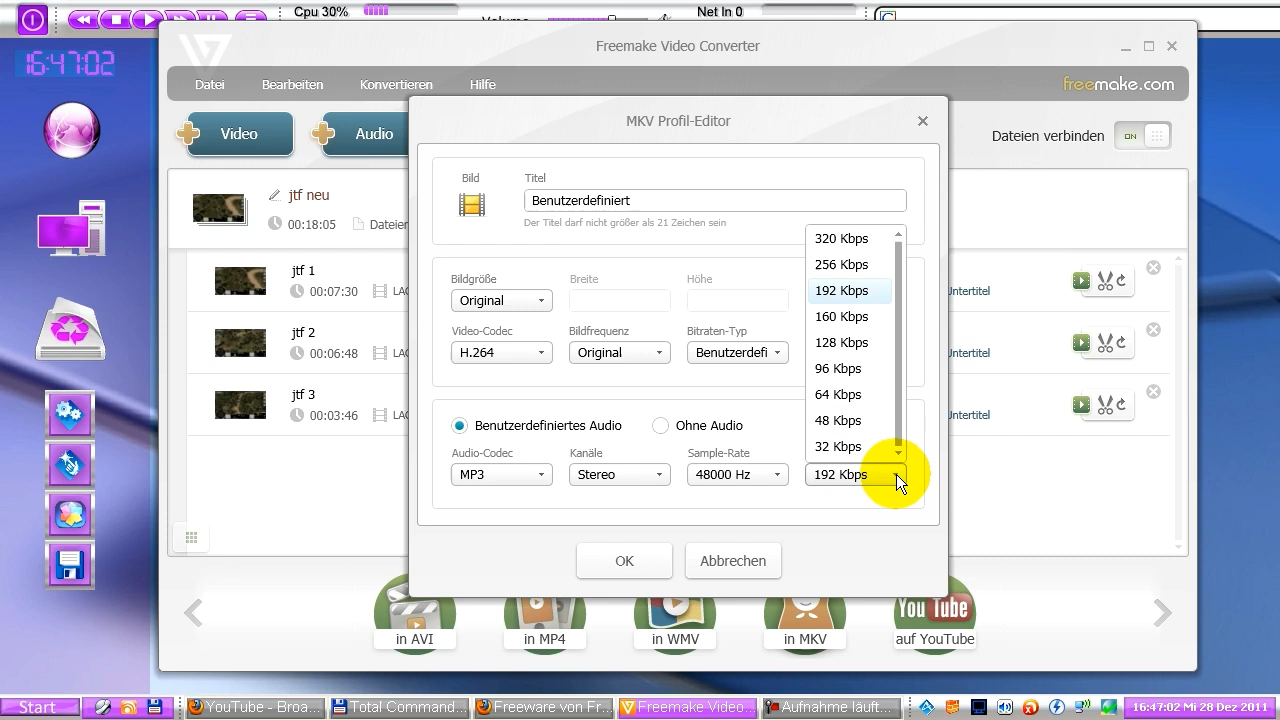 Cpu 30%
Volume
Net In 0
16:47:02
Freemake Video Converter
Datei
Bearbeiten
Konvertieren
Hilfe
freemake.com
Video
Audio
Dateien verbinden
ON
jtf neu
00:18:05
jtf 1
00:07:30
Untertitel
jtf 2
00:06:48
Untertitel
jtf 3
00:03:46
Untertitel
MKV Profil-Editor
Bild
Titel
Benutzerdefiniert
Der Titel darf nicht größer als 21 Zeichen sein
Bildgröße
Breite
Höhe
Original
Video-Codec
Bildfrequenz
Bitraten-Typ
H.264
Original
Benutzerdefi
Benutzerdefiniertes Audio
Ohne Audio
Audio-Codec
Kanäle
Sample-Rate
MP3
Stereo
48000 Hz
192 Kbps
320 Kbps
256 Kbps
192 Kbps
160 Kbps
128 Kbps
96 Kbps
64 Kbps
48 Kbps
32 Kbps
OK
Abbrechen
in AVI
in MP4
in WMV
in MKV
You Tube
auf YouTube
Start
YouTube - Broa...
Total Command...
Freeware von Fr...
Freemake Video...
Aufnahme läuft...
16:47:02 Mi 28 Dez 2011